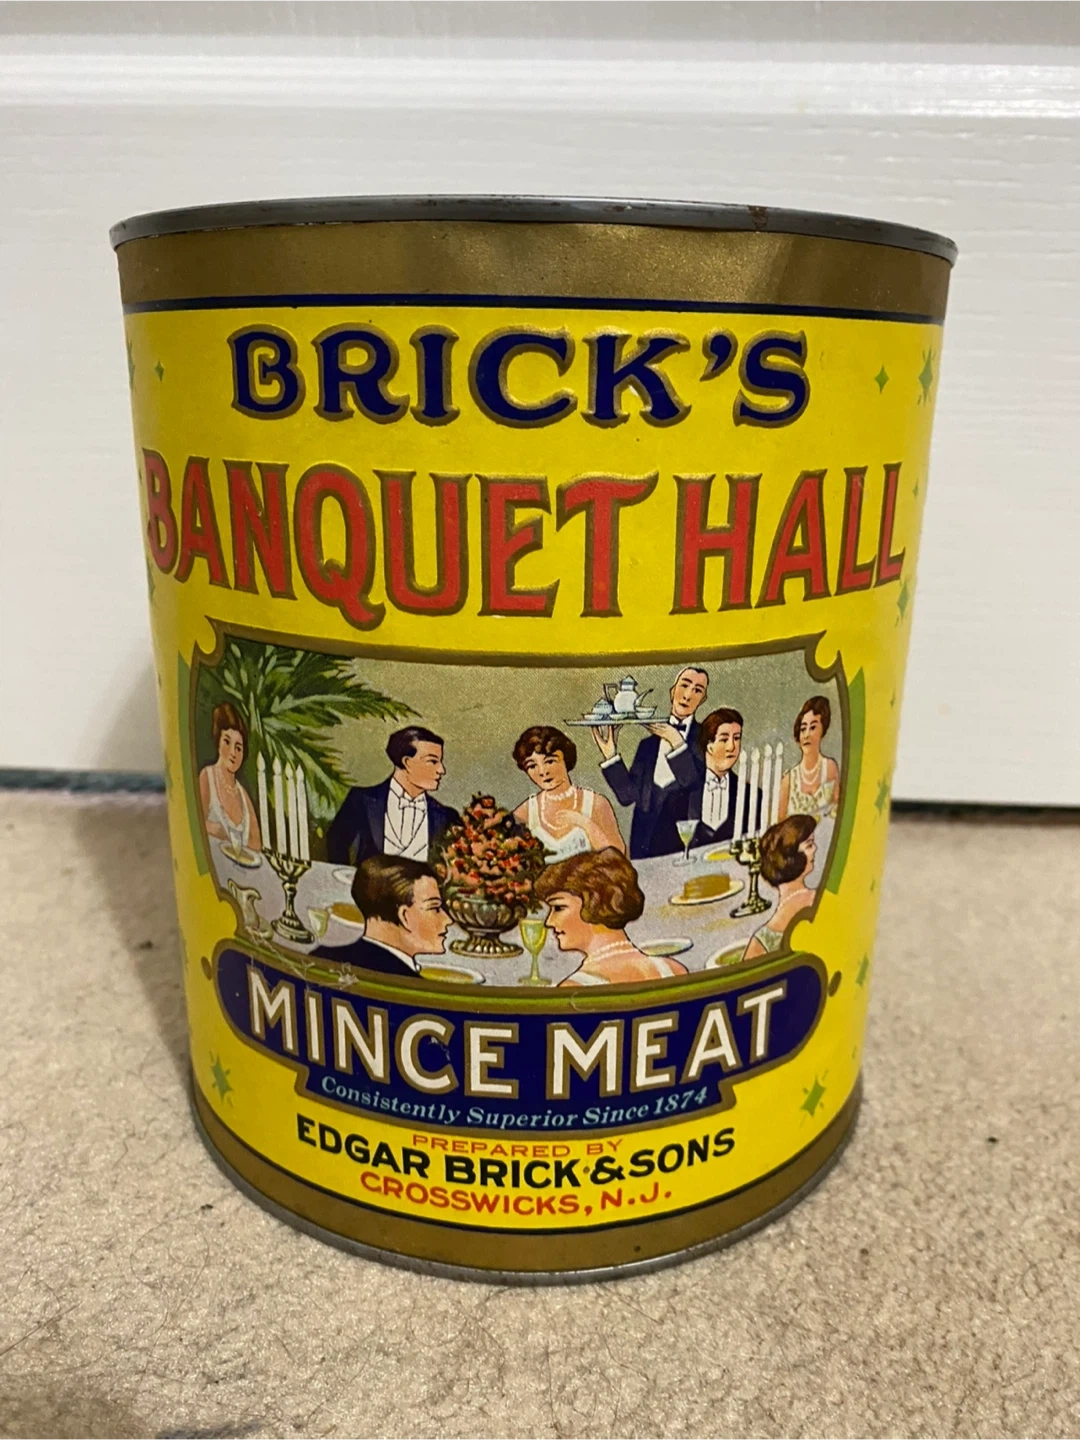 BRICK'S
BANQUET HALL
MINCE MEAT
Consistently Superior Since 1874
PREPARED BY
EDGAR BRICK & SONS
CROSSWICKS, N.J.